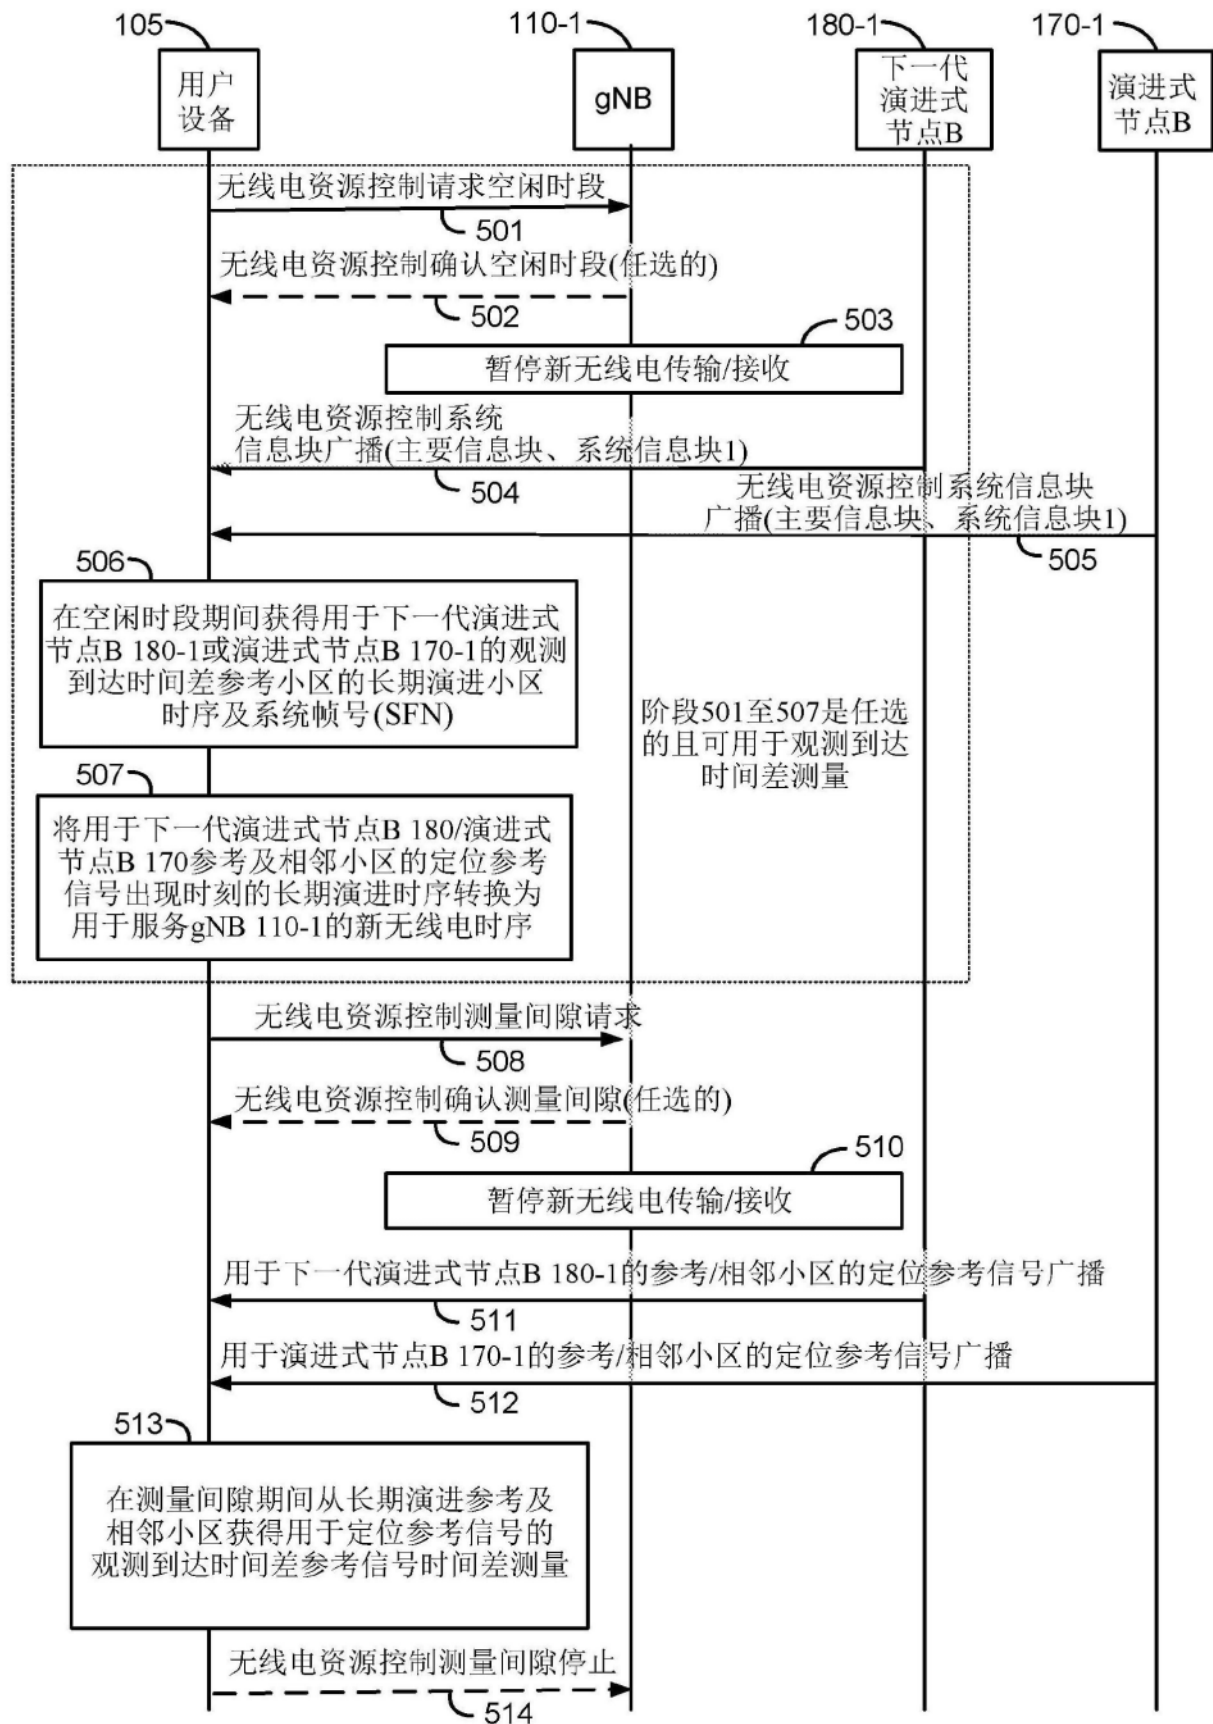 105
110-1
180-1
170-1
用户
设备
gNB
下一代
演进式
节点B
演进式
节点B
无线电资源控制请求空闲时段
501
无线电资源控制确认空闲时段(任选的)
502
503
暂停新无线电传输/接收
无线电资源控制系统
信息块广播(主要信息块、系统信息块1)
504
无线电资源控制系统信息块
广播(主要信息块、系统信息块1)
505
506
在空闲时段期间获得用于下一代演进式
节点B 180-1或演进式节点B 170-1的观测
到达时间差参考小区的长期演进小区
时序及系统帧号(SFN)
阶段501至507是任选
的且可用于观测到达
时间差测量
507
将用于下一代演进式节点B 180/演进式
节点B 170参考及相邻小区的定位参考
信号出现时刻的长期演进时序转换为
用于服务gNB 110-1的新无线电时序
无线电资源控制测量间隙请求
508
无线电资源控制确认测量间隙(任选的)
509
510
暂停新无线电传输/接收
用于下一代演进式节点B 180-1的参考/相邻小区的定位参考信号广播
511
用于演进式节点B 170-1的参考/相邻小区的定位参考信号广播
512
513
在测量间隙期间从长期演进参考及
相邻小区获得用于定位参考信号的
观测到达时间差参考信号时间差测量
无线电资源控制测量间隙停止
514